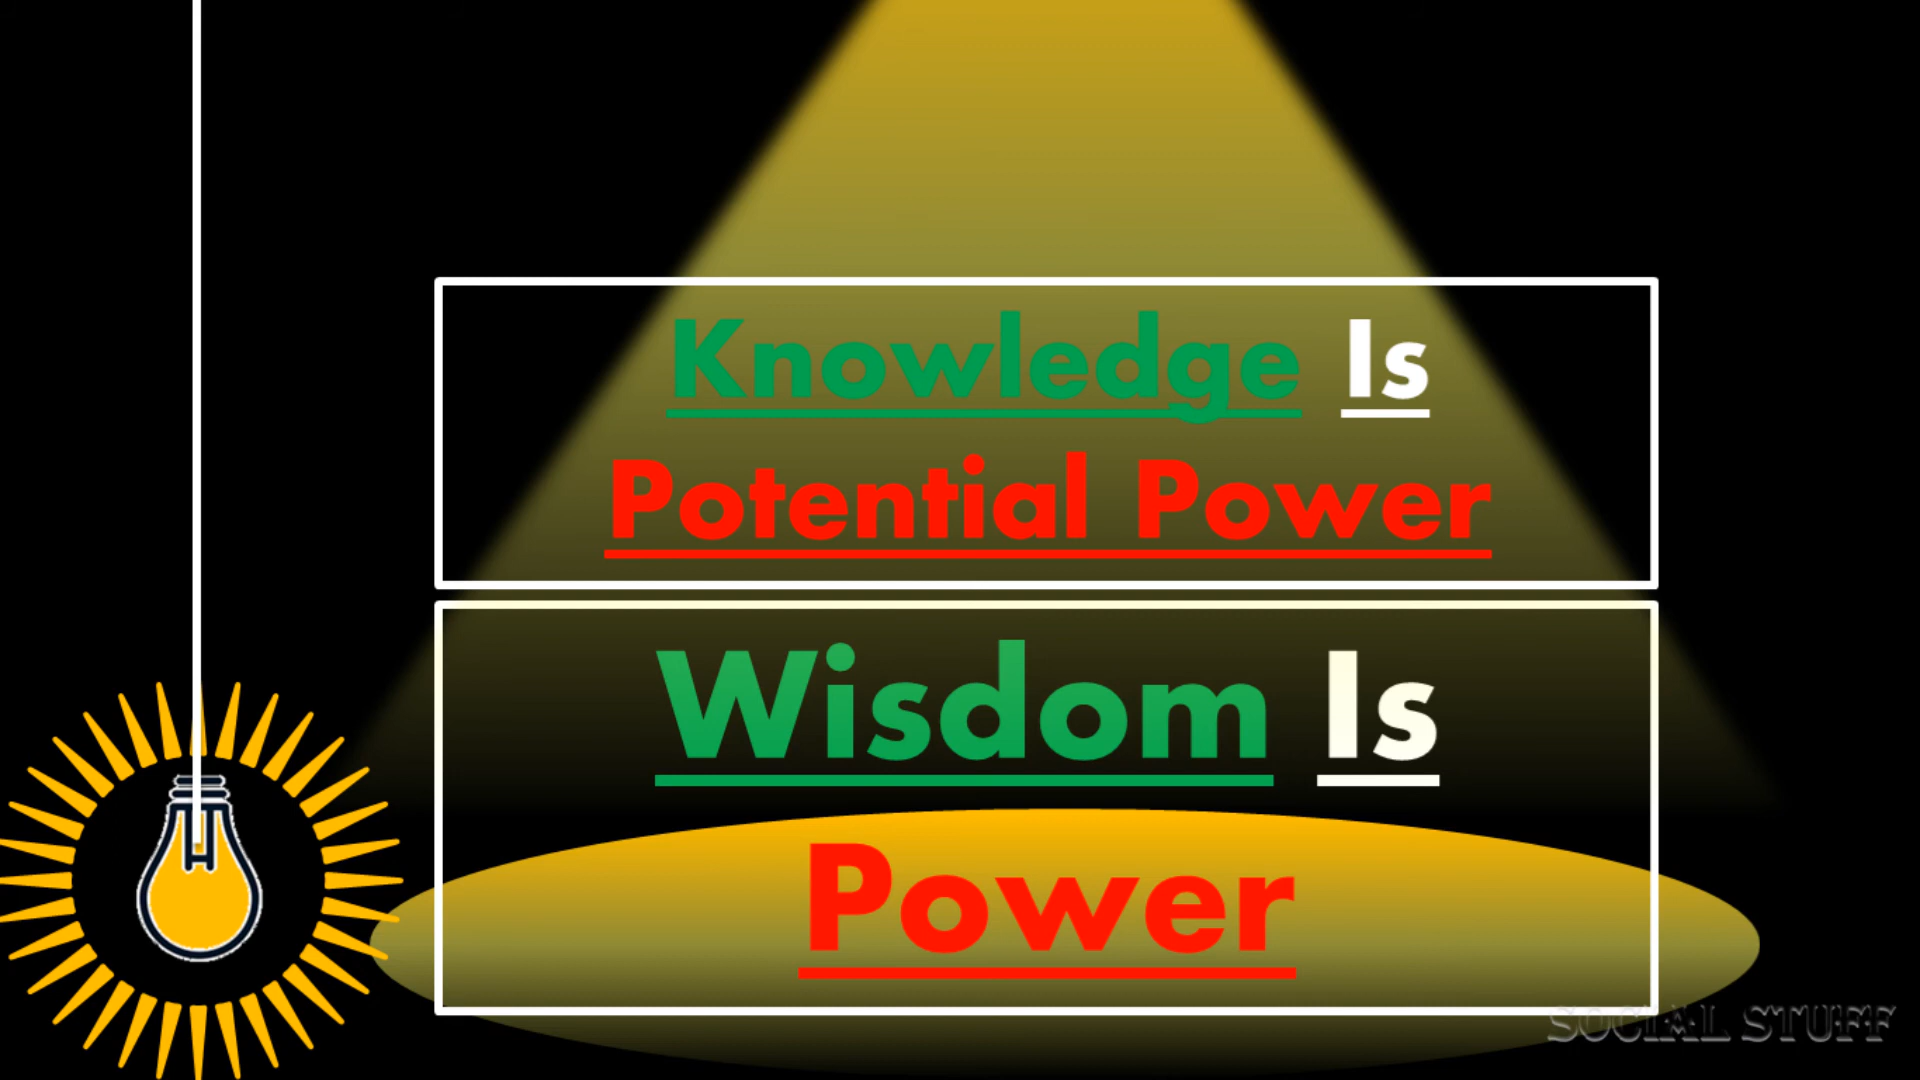 Knowledge Is
Potential Power
Wisdom Is
Power
SOCIAL STUFF